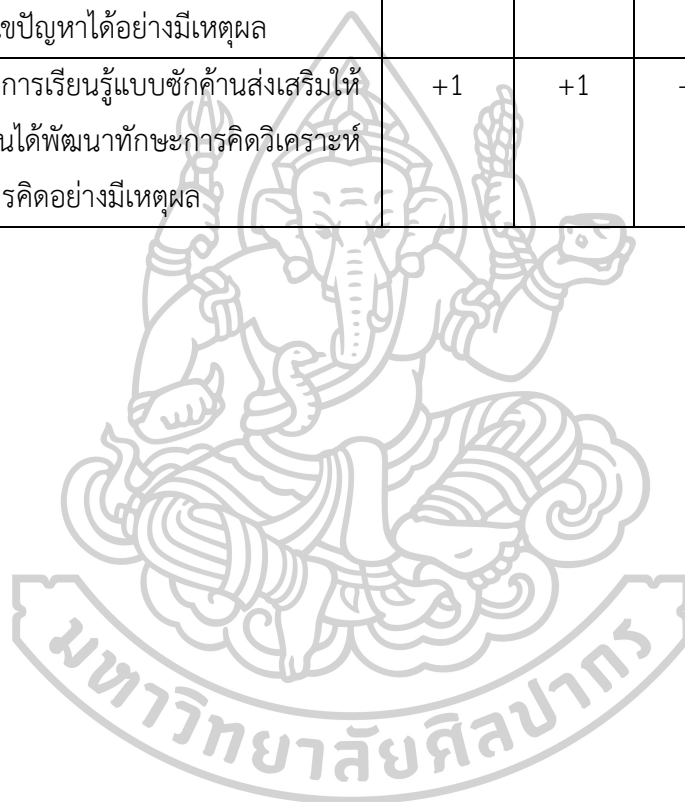 ขปัญหาได้อย่างมีเหตุผล
การเรียนรู้แบบซักค้านส่งเสริมให้ +1 +1
นได้พัฒนาทักษะการคิดวิเคราะห์
รคิดอย่างมีเหตุผล
มหาวิทยาลัยศิลปากร